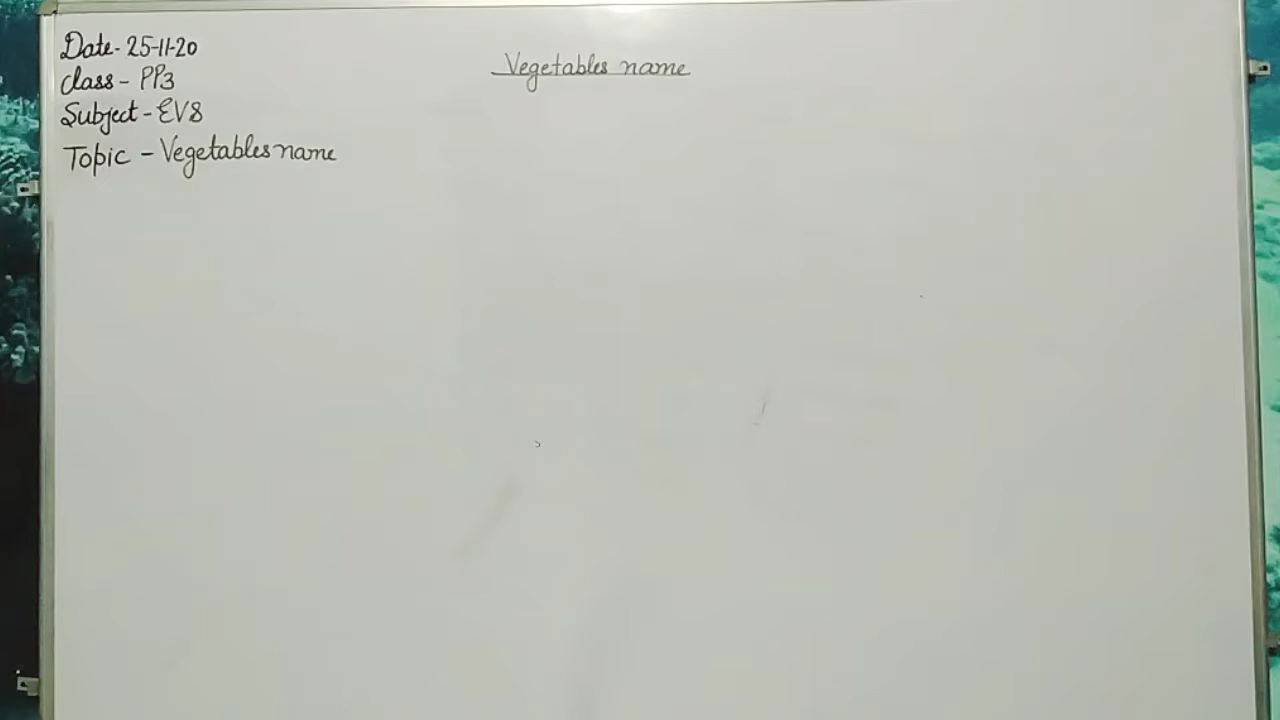 Date- 25-11-20
Class - PP3
Subject - EVS
Topic - Vegetables name
Vegetables name